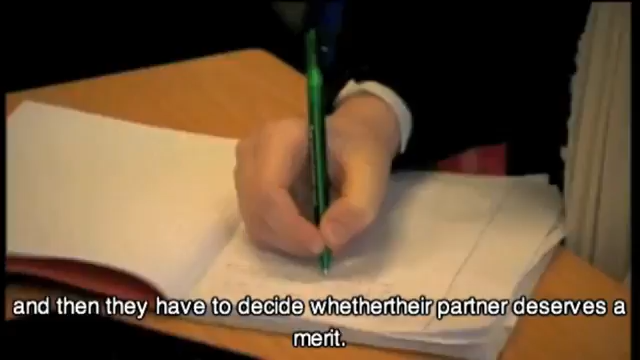 and then they have to decide whethertheir partner deserves a
merit.